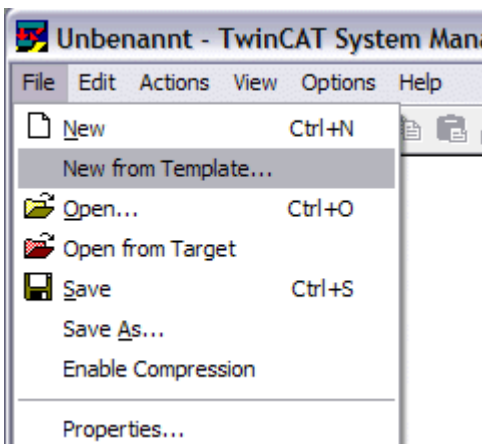 Unbenannt - TwinCAT System Man
File Edit Actions View Options Help
New Ctrl+N
New from Template...
Open... Ctrl+O
Open from Target
Save Ctrl+S
Save As...
Enable Compression
Properties...